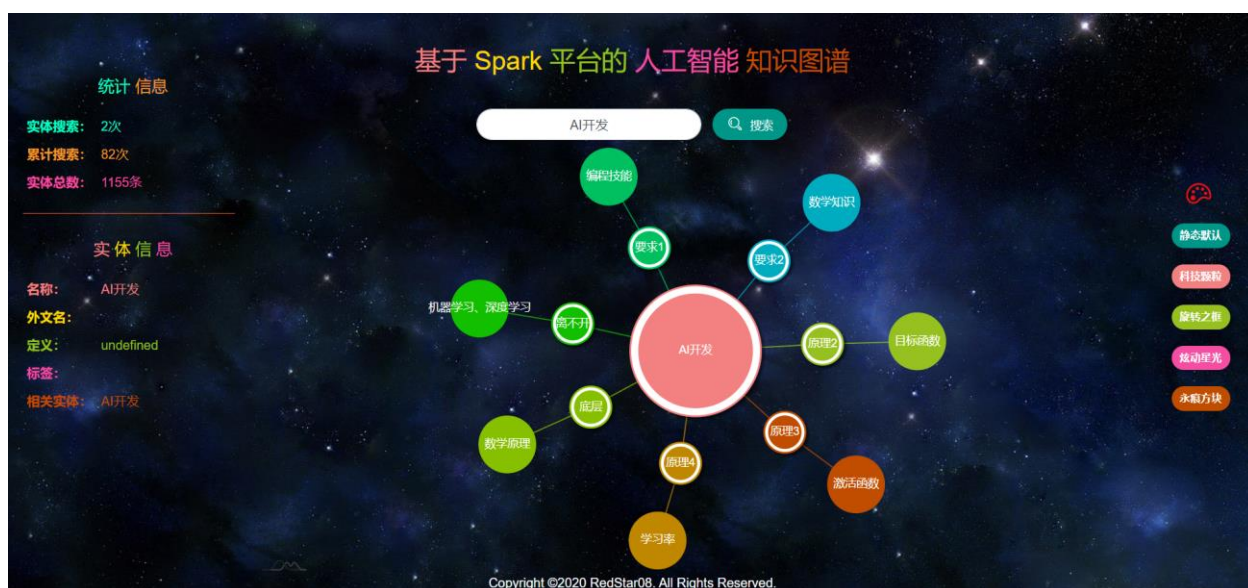 基于 Spark 平台的 人工智能 知识图谱
统计 信息
实体搜索： 2次
累计搜索： 82次
实体总数： 1155条
实 体 信 息
名称： AI开发
外文名：
定义： undefined
标签：
相关实体： AI开发
AI开发
搜索
编程技能
数学知识
要求1
要求2
机器学习、深度学习
离不开
AI开发
原理2
目标函数
底层
原理3
数学原理
原理4
激活函数
学习率
静态默认
科技颗粒
旋转之框
炫动星光
永痕方块
Copyright ©2020 RedStar08. All Rights Reserved.